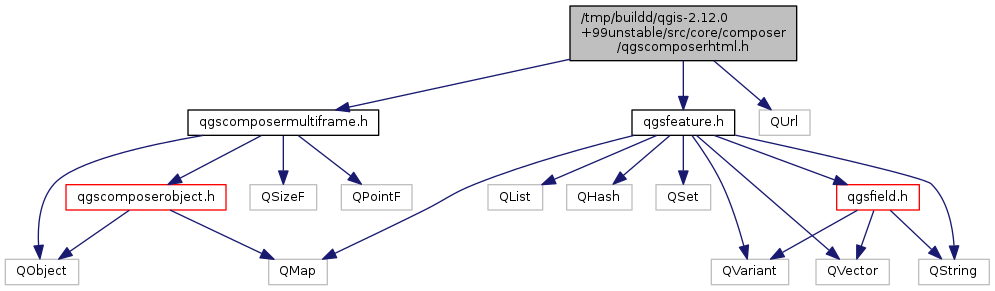 /tmp/buildd/qgis-2.12.0
+99unstable/src/core/composer
/qgscomposerhtml.h
qgscomposermultiframe.h
qgsfeature.h
QUrl
qgscomposerobject.h
QSizeF
QPointF
QList
QHash
QSet
qgsfield.h
QObject
QMap
QVariant
QVector
QString